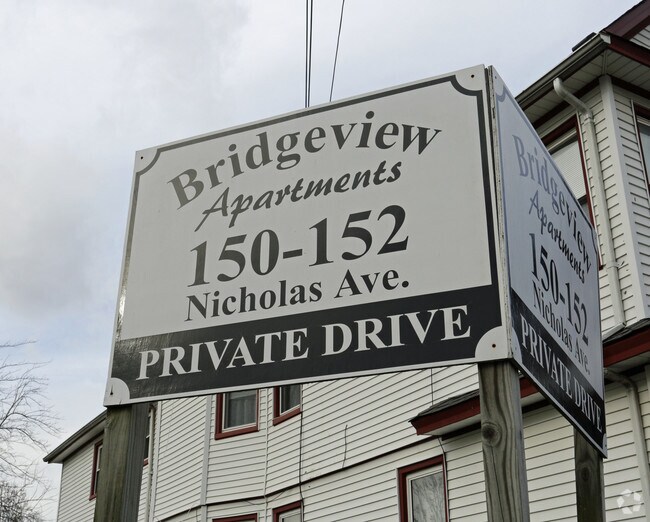 Bridgeview
Apartments
150-152
Nicholas Ave.
PRIVATE DRIVE
Bridgeview
Apartments
150-152
Nicholas Ave.
PRIVATE DRIVE